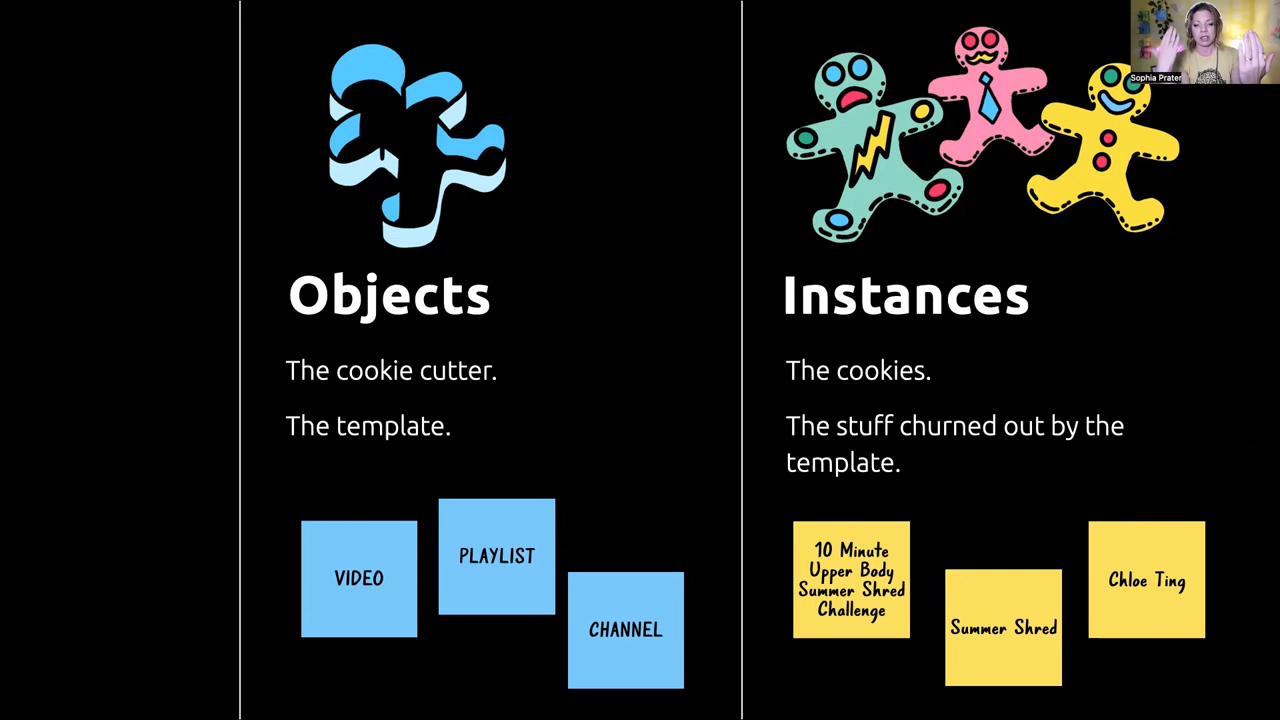 Sophia Prater
Objects
The cookie cutter.
The template.
VIDEO
PLAYLIST
CHANNEL
Instances
The cookies.
The stuff churned out by the
template.
10 Minute
Upper Body
Summer Shred
Challenge
Summer Shred
Chloe Ting